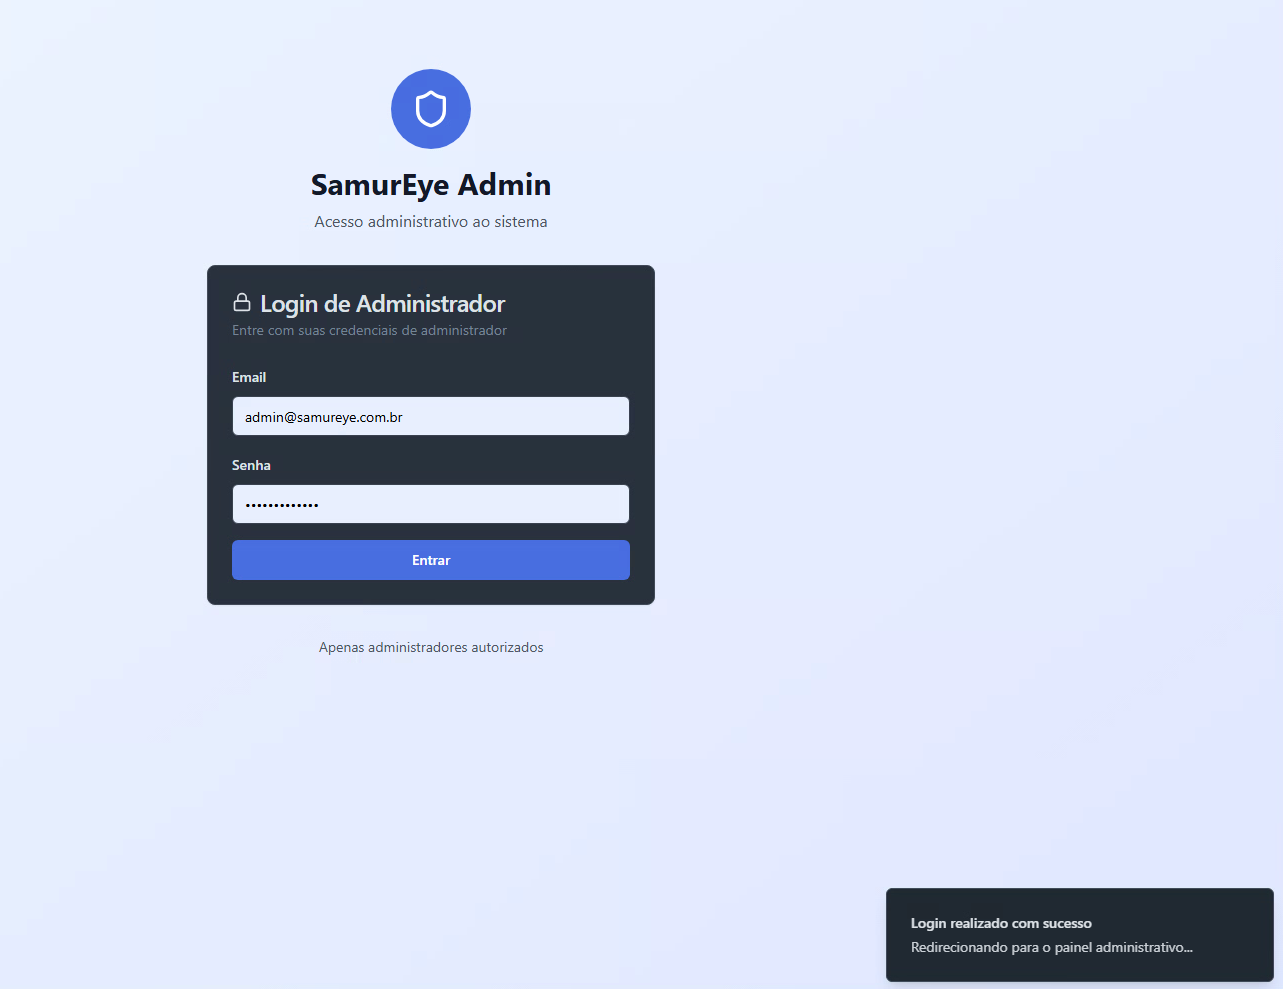 SamurEye Admin
Acesso administrativo ao sistema
Login de Administrador
Entre com suas credenciais de administrador
Email
admin@samureye.com.br
Senha
•••••••••••••
Entrar
Apenas administradores autorizados
Login realizado com sucesso
Redirecionando para o painel administrativo...